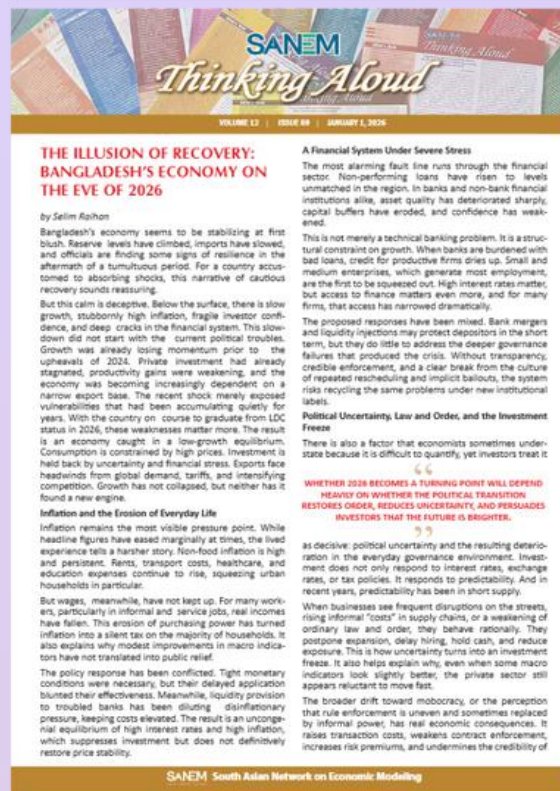 SANEM
Thinking Aloud
VOLUME 12 | ISSUE 08 | JANUARY 1, 2026
THE ILLUSION OF RECOVERY:
BANGLADESH'S ECONOMY ON
THE EVE OF 2026
by Selim Raihan
Bangladesh's economy seems to be stabilizing at first
blush. Reserve levels have climbed, imports have slowed,
and officials are finding some signs of resilience in the
aftermath of a tumultuous period. For a country accus-
tomed to absorbing shocks, this narrative of cautious
recovery sounds reassuring.
But this calm is deceptive. Below the surface, there is slow
growth, stubbornly high inflation, fragile investor confi-
dence, and deep cracks in the financial system. This slow-
down did not start with the current political troubles.
Growth was already losing momentum prior to the
upheavals of 2024. Private investment had already
stagnated, productivity gains were weakening, and the
economy was becoming increasingly dependent on a
narrow export base. The recent shock merely exposed
vulnerabilities that had been accumulating quietly for
years. With the country on course to graduate from LDC
status in 2026, these weaknesses matter more. The result
is an economy caught in a low-growth equilibrium.
Consumption is constrained by high prices. Investment is
held back by uncertainty and financial stress. Exports face
headwinds from global demand, tariffs, and intensifying
competition. Growth has not collapsed, but neither has it
found a new engine.
Inflation and the Erosion of Everyday Life
Inflation remains the most visible pressure point. While
headline figures have eased marginally at times, the lived
experience tells a harsher story. Non-food inflation is high
and persistent. Rents, transport costs, healthcare, and
education expenses continue to rise, squeezing urban
households in particular.
But wages, meanwhile, have not kept up. For many work-
ers, particularly in informal and service jobs, real incomes
have fallen. This erosion of purchasing power has turned
inflation into a silent tax on the majority of households. It
also explains why modest improvements in macro indica-
tors have not translated into public relief.
The policy response has been conflicted. Tight monetary
conditions were necessary, but their delayed application
blunted their effectiveness. Meanwhile, liquidity provision
to troubled banks has been diluting disinflationary
pressure, keeping costs elevated. The result is an unconge-
nial equilibrium of high interest rates and high inflation,
which suppresses investment but does not definitively
restore price stability.
A Financial System Under Severe Stress
The most alarming fault line runs through the financial
sector. Non-performing loans have risen to levels
unmatched in the region. In banks and non-bank financial
institutions alike, asset quality has deteriorated sharply,
capital buffers have eroded, and confidence has weak-
ened.
This is not merely a technical banking problem. It is a struc-
tural constraint on growth. When banks are burdened with
bad loans, credit for productive firms dries up. Small and
medium enterprises, which generate most employment,
are the first to be squeezed out. High interest rates matter,
but access to finance matters even more, and for many
firms, that access has narrowed dramatically.
The proposed responses have been mixed. Bank mergers
and liquidity injections may protect depositors in the short
term, but they do little to address the deeper governance
failures that produced the crisis. Without transparency,
credible enforcement, and a clear break from the culture
of repeated rescheduling and implicit bailouts, the system
risks recycling the same problems under new institutional
labels.
Political Uncertainty, Law and Order, and the Investment
Freeze
There is also a factor that economists sometimes under-
state because it is difficult to quantify, yet investors treat it
WHETHER 2026 BECOMES A TURNING POINT WILL DEPEND
HEAVILY ON WHETHER THE POLITICAL TRANSITION
RESTORES ORDER, REDUCES UNCERTAINTY, AND PERSUADES
INVESTORS THAT THE FUTURE IS BRIGHTER.
as decisive: political uncertainty and the resulting deterio-
ration in the everyday governance environment. Invest-
ment does not only respond to interest rates, exchange
rates, or tax policies. It responds to predictability. And in
recent years, predictability has been in short supply.
When businesses see frequent disruptions on the streets,
rising informal "costs" in supply chains, or a weakening of
ordinary law and order, they behave rationally. They
postpone expansion, delay hiring, hold cash, and reduce
exposure. This is how uncertainty turns into an investment
freeze. It also helps explain why, even when some macro
indicators look slightly better, the private sector still
appears reluctant to move fast.
The broader drift toward mobocracy, or the perception
that rule enforcement is uneven and sometimes replaced
by informal power, has real economic consequences. It
raises transaction costs, weakens contract enforcement,
increases risk premiums, and undermines the credibility of
SANEM South Asian Network on Economic Modeling